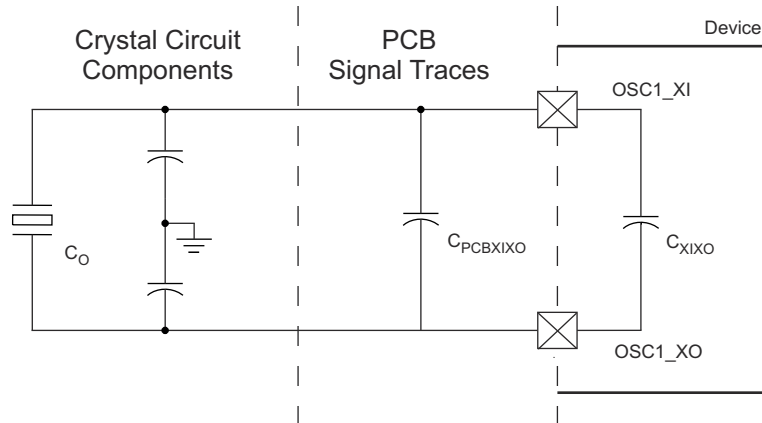 Crystal Circuit
Components
PCB
Signal Traces
Device
OSC1_XI
C_O
C_PCBXIXO
C_XIXO
OSC1_XO